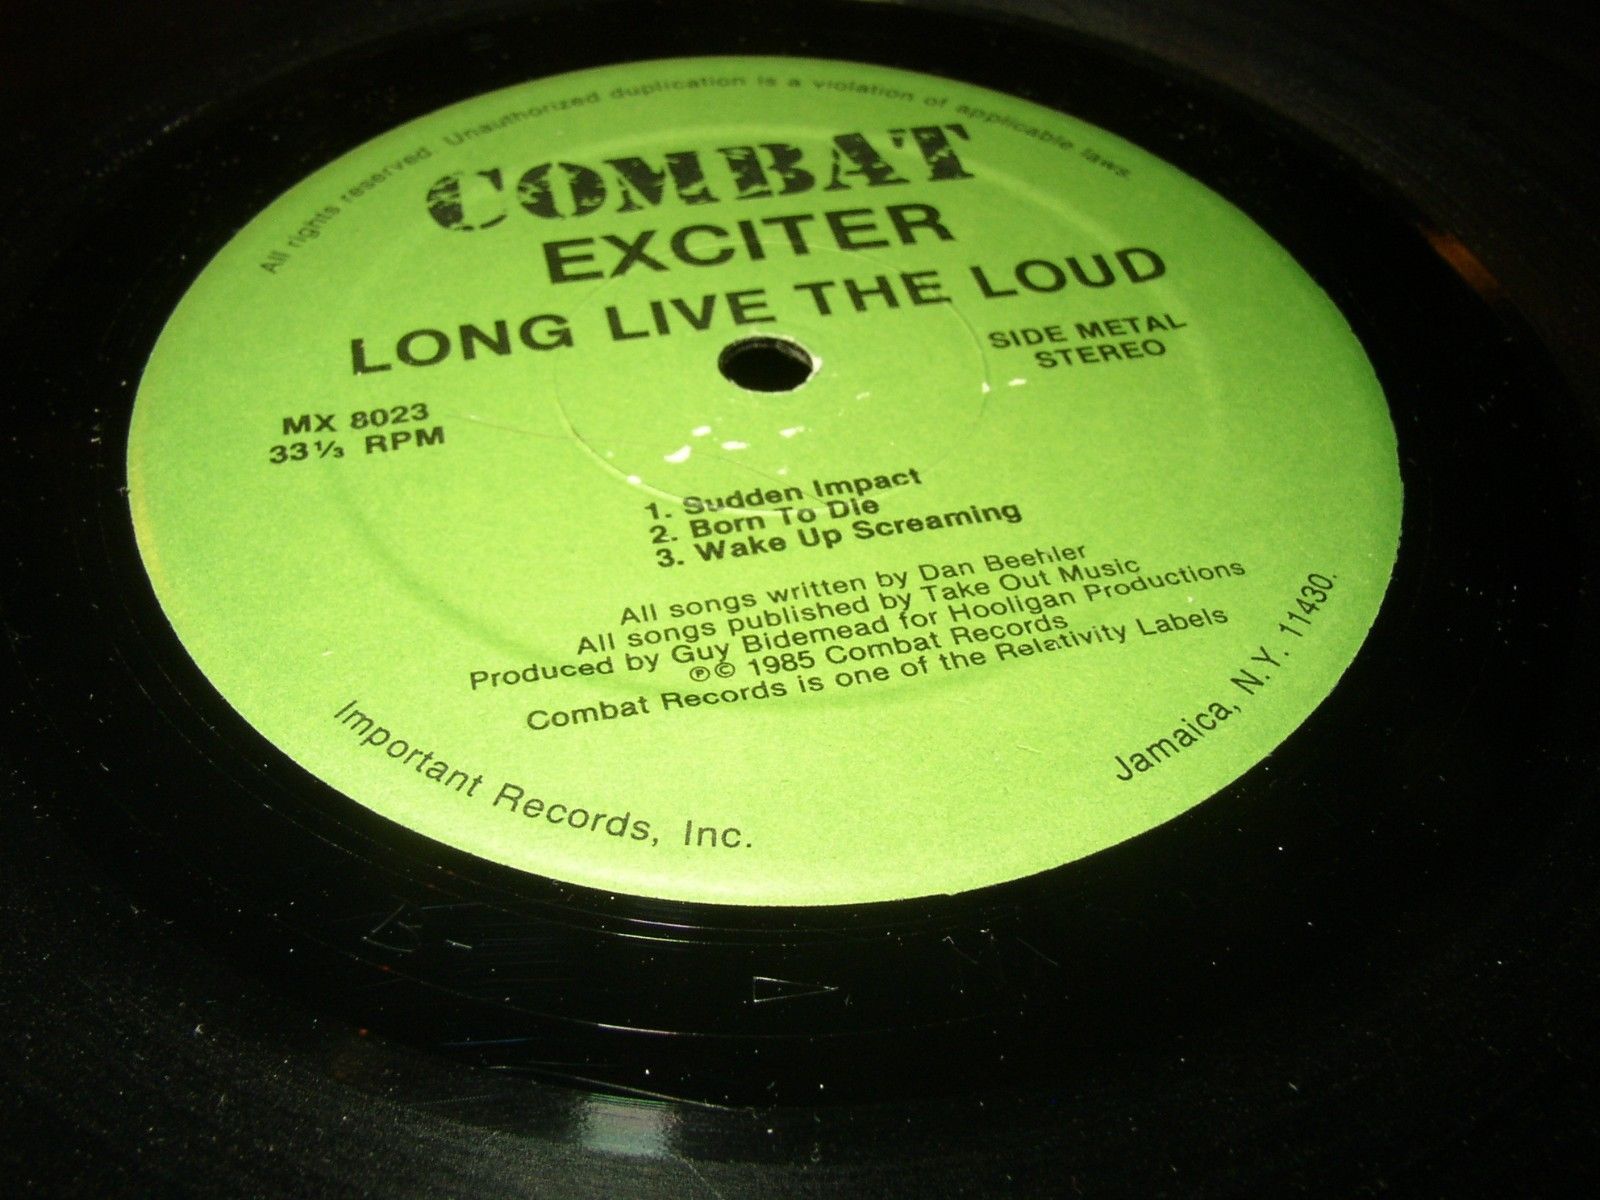 All rights reserved. Unauthorized duplication is a violation of applicable laws.
COMBAT
EXCITER
LONG LIVE THE LOUD
SIDE METAL
STEREO
MX 8023
33⅓ RPM
1. Sudden Impact
2. Born To Die
3. Wake Up Screaming
All songs written by Dan Beehler
All songs published by Take Out Music
Produced by Guy Bidemead for Hooligan Productions
℗© 1985 Combat Records
Combat Records is one of the Relativity Labels
Important Records, Inc.
Jamaica, N.Y. 11430.